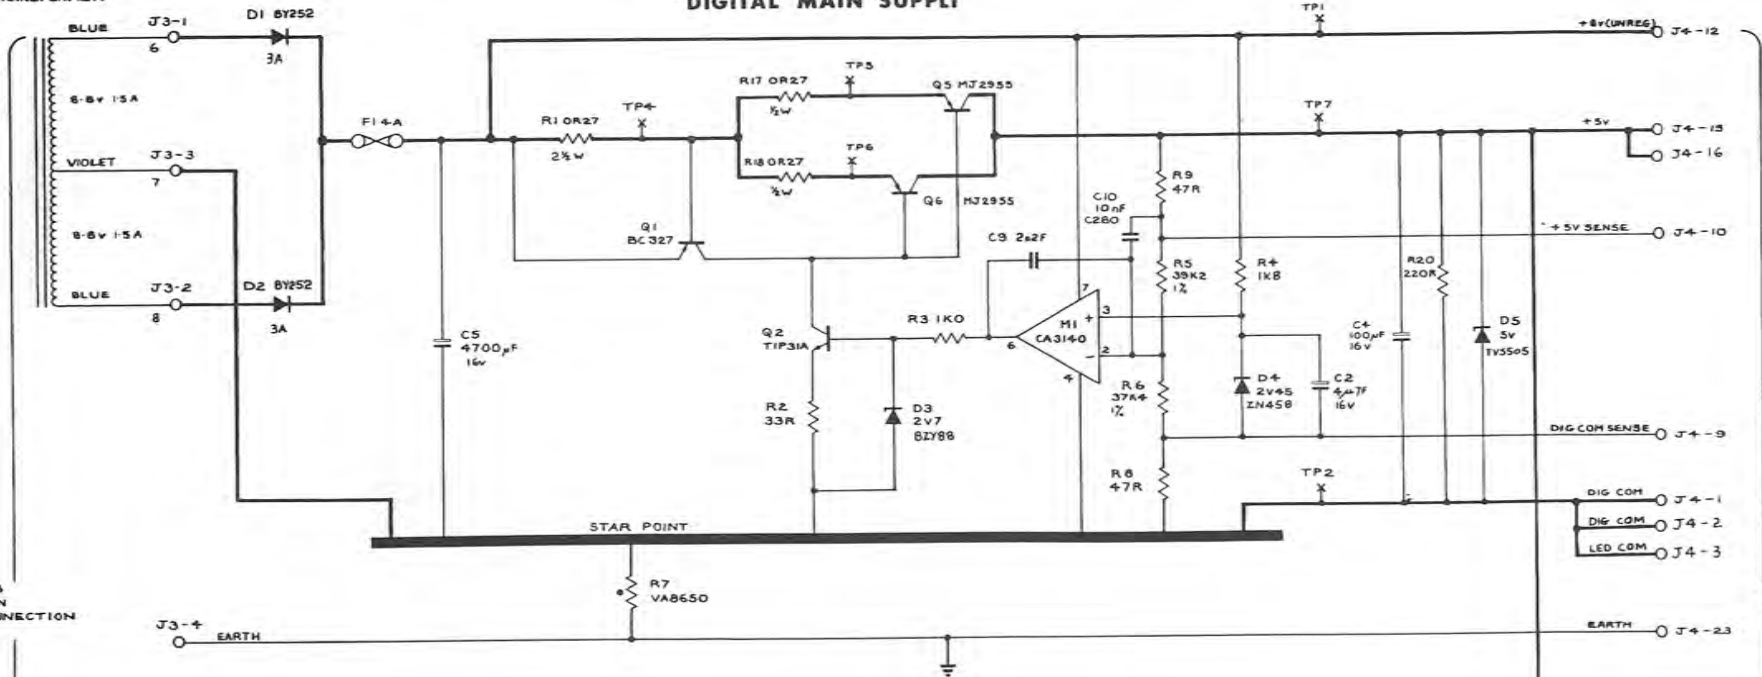 DIGITAL MAIN SUPPLY
BLUE
J3-1
6
D1 BY252
3A
8·8v 1·5A
VIOLET
J3-3
7
8·8v 1·5A
BLUE
J3-2
8
D2 BY252
3A
F1 4A
C5
4700µF
16v
R1 0R27
2½W
TP4
R17 0R27
½W
TP5
R18 0R27
½W
TP6
Q5 MJ2955
Q6 MJ2955
Q1
BC327
Q2
TIP31A
R2
33R
D3
2V7
BZY88
R3 1K0
C9 2n2F
M1
CA3140
7
3
2
6
4
+
-
C10
10nF
C280
R9
47R
R5
39K2
1%
R6
37K4
1%
R8
47R
R4
1K8
D4
2V45
ZN458
C2
4µ7F
16V
TP1
TP7
TP2
C4
100µF
16v
R20
220R
D5
5v
TVS505
+8v(UNREG)
J4-12
+5v
J4-15
J4-16
+5V SENSE
J4-10
DIG COM SENSE
J4-9
DIG COM
J4-1
DIG COM
J4-2
LED COM
J4-3
STAR POINT
R7
VA8650
J3-4
EARTH
EARTH
J4-23